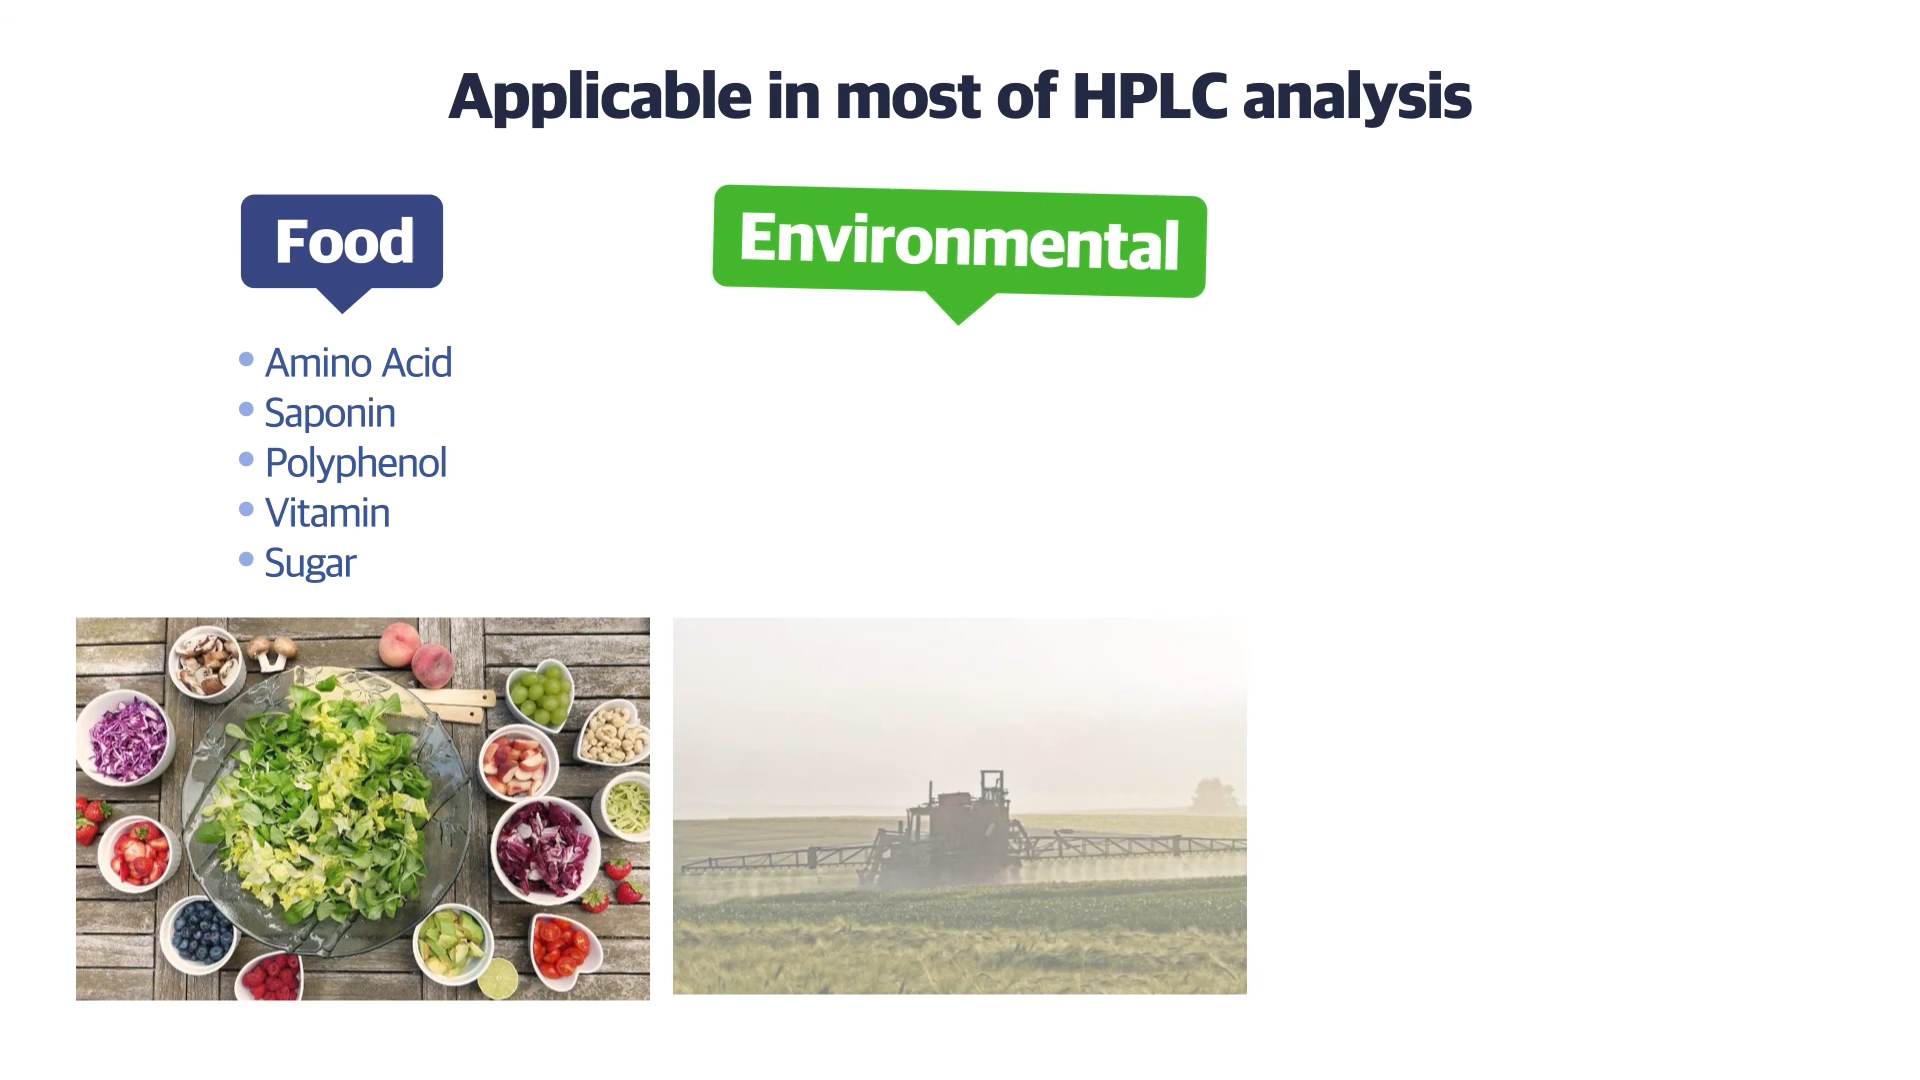 Applicable in most of HPLC analysis
Food
Environmental
• Amino Acid
• Saponin
• Polyphenol
• Vitamin
• Sugar